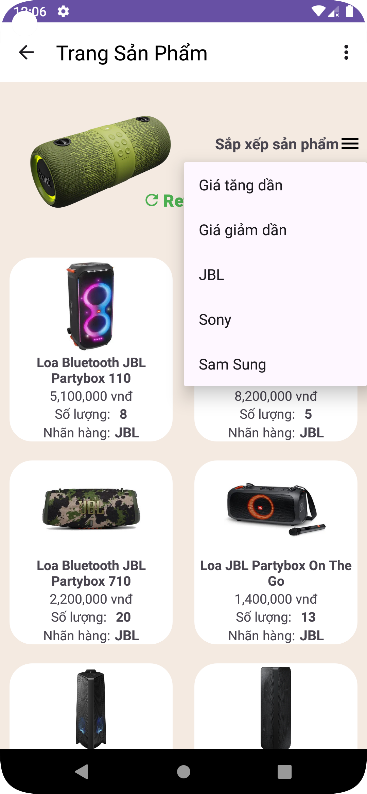 12:06
Trang Sản Phẩm
Sắp xếp sản phẩm
Re
Giá tăng dần
Giá giảm dần
JBL
Sony
Sam Sung
Loa Bluetooth JBL
Partybox 110
5,100,000 vnđ
Số lượng: 8
Nhãn hàng: JBL
8,200,000 vnđ
Số lượng: 5
Nhãn hàng: JBL
Loa Bluetooth JBL
Partybox 710
2,200,000 vnđ
Số lượng: 20
Nhãn hàng: JBL
Loa JBL Partybox On The
Go
1,400,000 vnđ
Số lượng: 13
Nhãn hàng: JBL